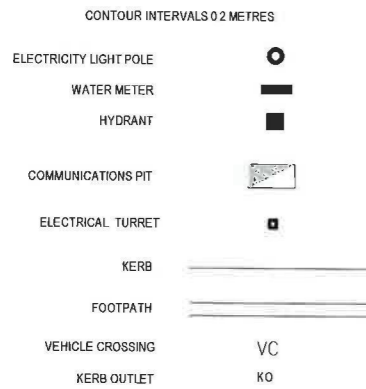 CONTOUR INTERVALS 0 2 METRES
ELECTRICITY LIGHT POLE
WATER METER
HYDRANT
COMMUNICATIONS PIT
ELECTRICAL TURRET
KERB
FOOTPATH
VEHICLE CROSSING VC
KERB OUTLET KO